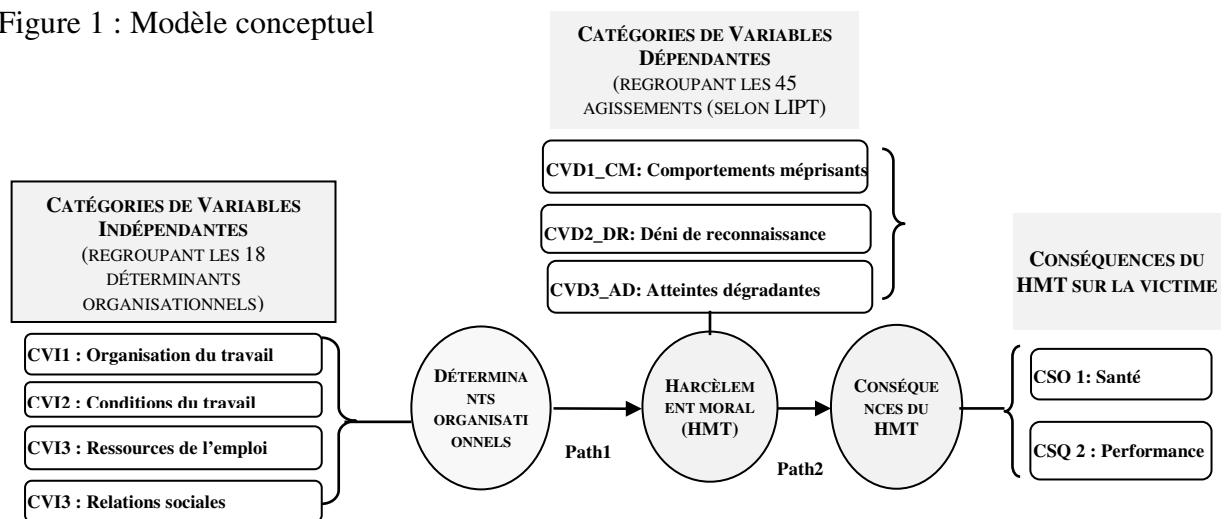 Figure 1 : Modèle conceptuel
CATÉGORIES DE VARIABLES
DÉPENDANTES
(REGROUPANT LES 45
AGISSEMENTS (SELON LIPT)
CVD1_CM: Comportements méprisants
CVD2_DR: Déni de reconnaissance
CVD3_AD: Atteintes dégradantes
CATÉGORIES DE VARIABLES
INDÉPENDANTES
(REGROUPANT LES 18
DÉTERMINANTS
ORGANISATIONNELS)
CVI1 : Organisation du travail
CVI2 : Conditions du travail
CVI3 : Ressources de l’emploi
CVI3 : Relations sociales
DÉTERMINA
NTS
ORGANISATI
ONNELS
Path1
HARCÈLEM
ENT MORAL
(HMT)
Path2
CONSÉQUE
NCES DU
HMT
CONSÉQUENCES DU
HMT SUR LA VICTIME
CSO 1: Santé
CSQ 2 : Performance